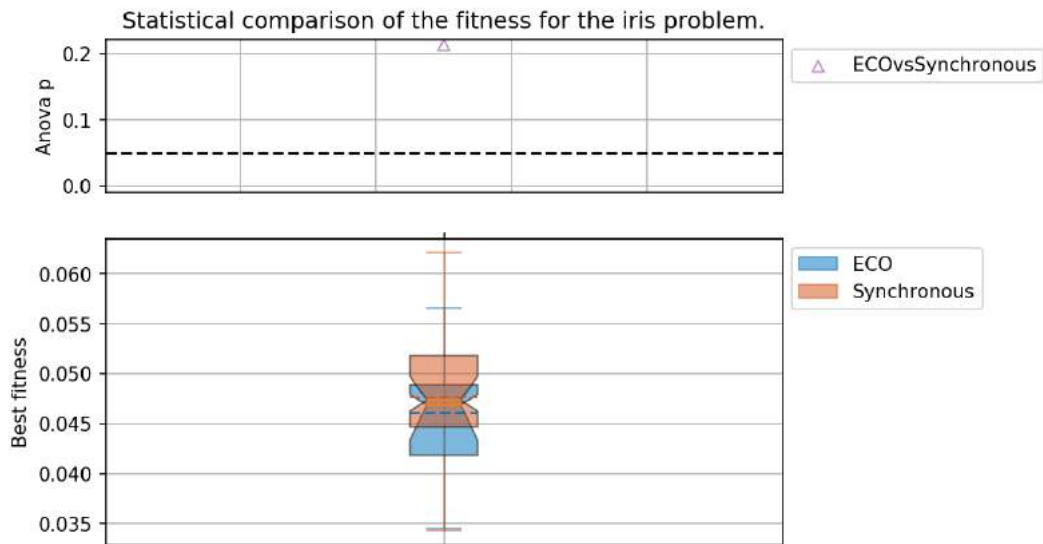 Statistical comparison of the fitness for the iris problem.
0.2
0.1
0.0
Anova p
ECOvsSynchronous
0.060
0.055
0.050
0.045
0.040
0.035
Best fitness
ECO
Synchronous